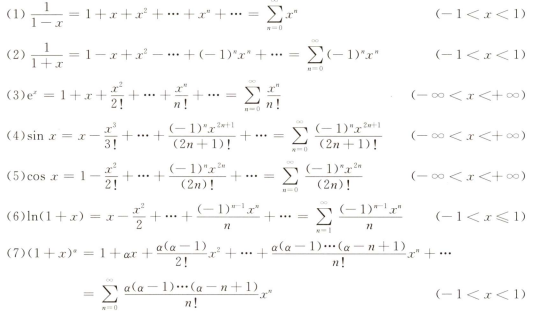 (1) 1/(1−x) = 1 + x + x² + ⋯ + xⁿ + ⋯ = ∑_{n=0}^{∞} xⁿ (−1 < x < 1)
(2) 1/(1+x) = 1 − x + x² − ⋯ + (−1)ⁿxⁿ + ⋯ = ∑_{n=0}^{∞} (−1)ⁿxⁿ (−1 < x < 1)
(3) eˣ = 1 + x + x²/2! + ⋯ + xⁿ/n! + ⋯ = ∑_{n=0}^{∞} xⁿ/n! (−∞ < x < +∞)
(4) sin x = x − x³/3! + ⋯ + (−1)ⁿx²ⁿ⁺¹/(2n+1)! + ⋯ = ∑_{n=0}^{∞} (−1)ⁿx²ⁿ⁺¹/(2n+1)! (−∞ < x < +∞)
(5) cos x = 1 − x²/2! + ⋯ + (−1)ⁿx²ⁿ/(2n)! + ⋯ = ∑_{n=0}^{∞} (−1)ⁿx²ⁿ/(2n)! (−∞ < x < +∞)
(6) ln(1+x) = x − x²/2 + ⋯ + (−1)ⁿ⁻¹xⁿ/n + ⋯ = ∑_{n=1}^{∞} (−1)ⁿ⁻¹xⁿ/n (−1 < x ⩽ 1)
(7) (1+x)^α = 1 + αx + α(α−1)/2! x² + ⋯ + α(α−1)⋯(α−n+1)/n! xⁿ + ⋯
= ∑_{n=0}^{∞} α(α−1)⋯(α−n+1)/n! xⁿ (−1 < x < 1)